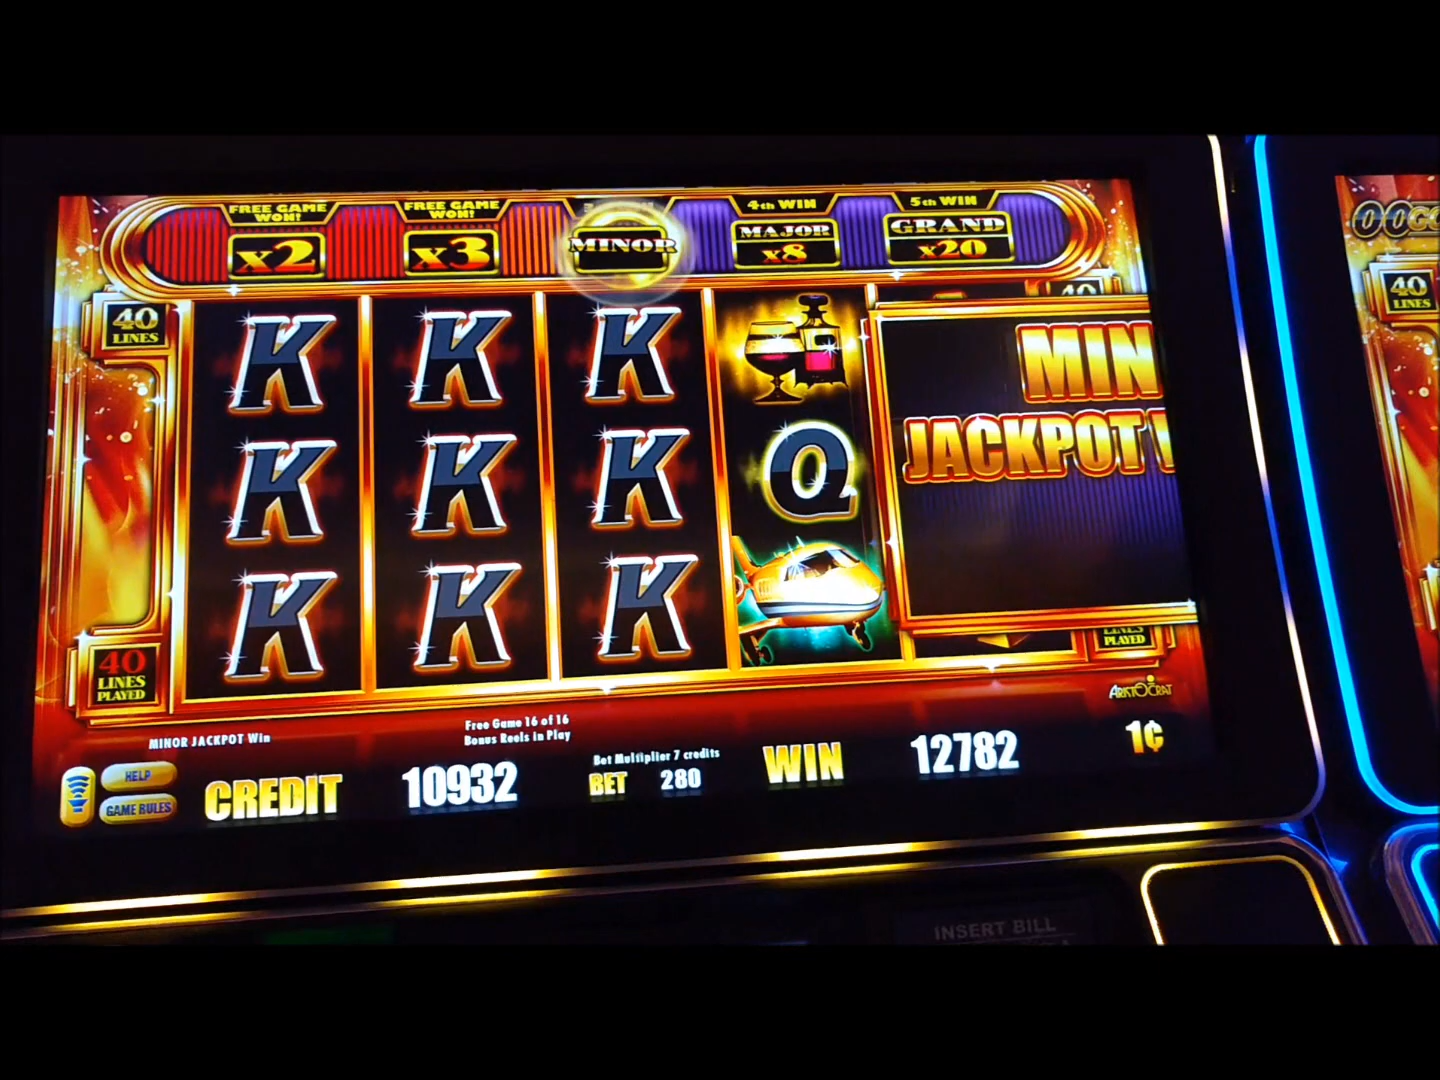 FREE GAME
WON!
x2
FREE GAME
WON!
x3
MINOR
4th WIN
MAJOR
x8
5th WIN
GRAND
x20
40
LINES
40
40
LINES
K K K
K K K Q
K K K
MIN
JACKPOT
40
LINES
PLAYED
LINES
PLAYED
ARISTOCRAT
MINOR JACKPOT Win
Free Game 16 of 16
Bonus Reels in Play
Bet Multiplier 7 credits
HELP
GAME RULES
CREDIT 10932 BET 280 WIN 12782 1¢
INSERT BILL